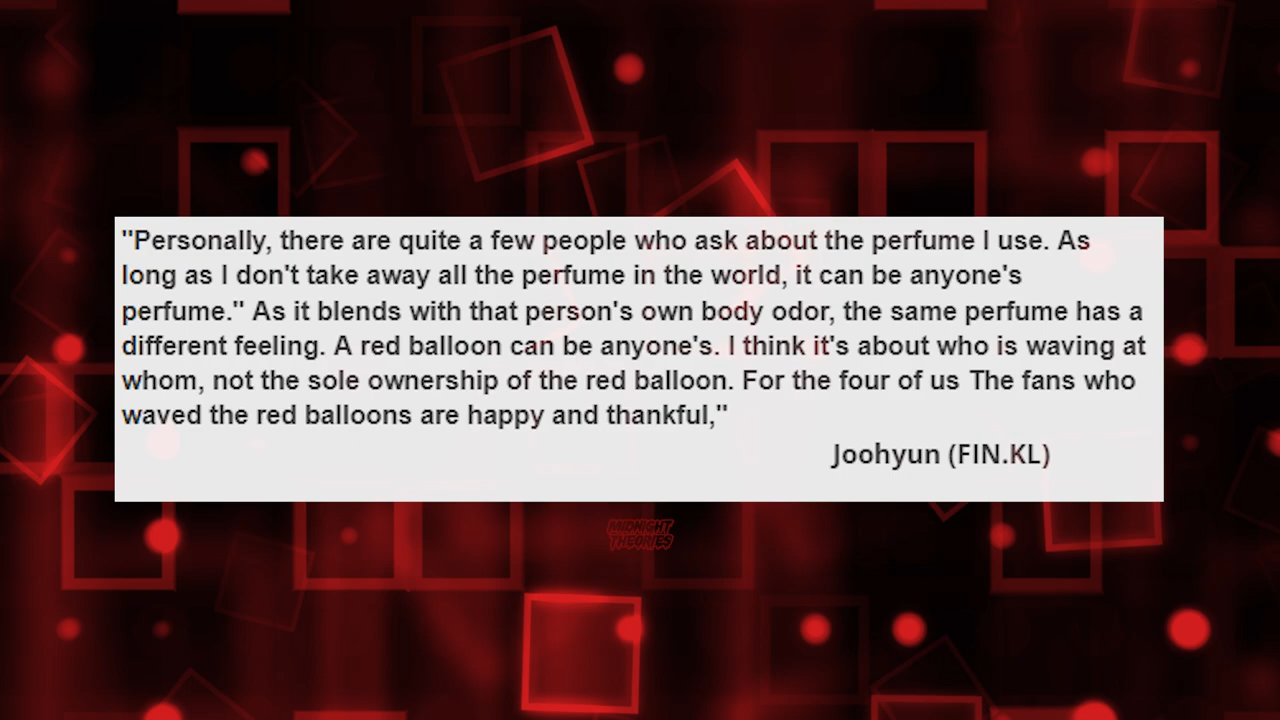 "Personally, there are quite a few people who ask about the perfume I use. As
long as I don't take away all the perfume in the world, it can be anyone's
perfume." As it blends with that person's own body odor, the same perfume has a
different feeling. A red balloon can be anyone's. I think it's about who is waving at
whom, not the sole ownership of the red balloon. For the four of us The fans who
waved the red balloons are happy and thankful,"
Joohyun (FIN.KL)
MIDNIGHT
THEORIES